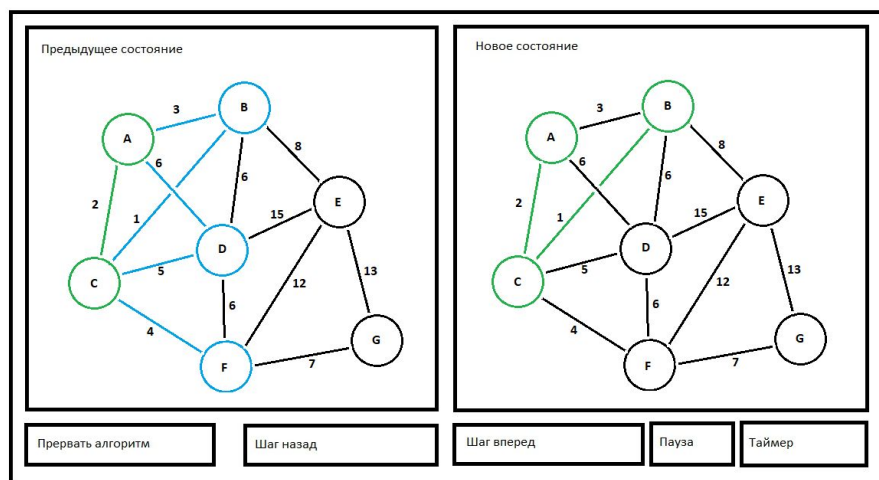 Предыдущее состояние
3
B
A
6
8
6
2
15
E
1
D
C
5
13
12
6
4
G
F
7
Новое состояние
3
B
A
6
8
6
2
15
E
1
D
C
5
13
12
6
4
G
F
7
Прервать алгоритм
Шаг назад
Шаг вперед
Пауза
Таймер